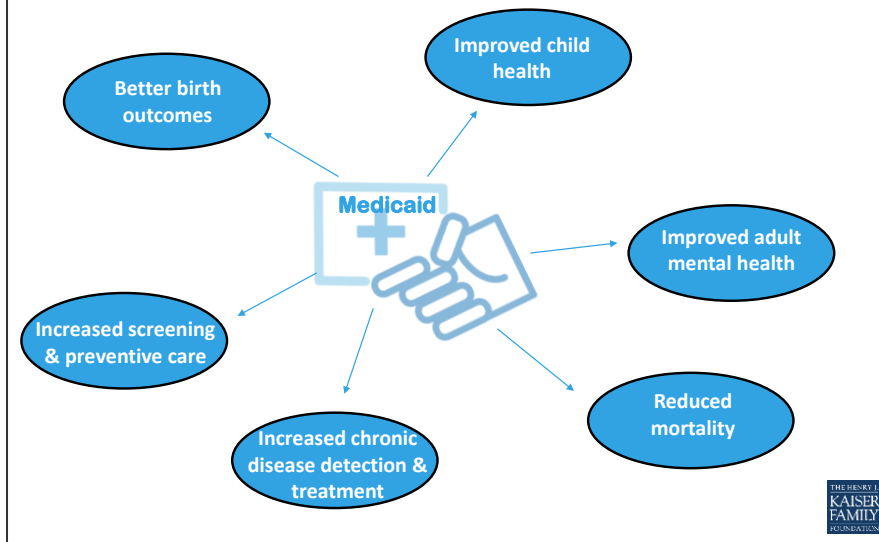 Improved child
health
Better birth
outcomes
Medicaid
Improved adult
mental health
Increased screening
& preventive care
Reduced
mortality
Increased chronic
disease detection &
treatment
THE HENRY J.
KAISER
FAMILY
FOUNDATION